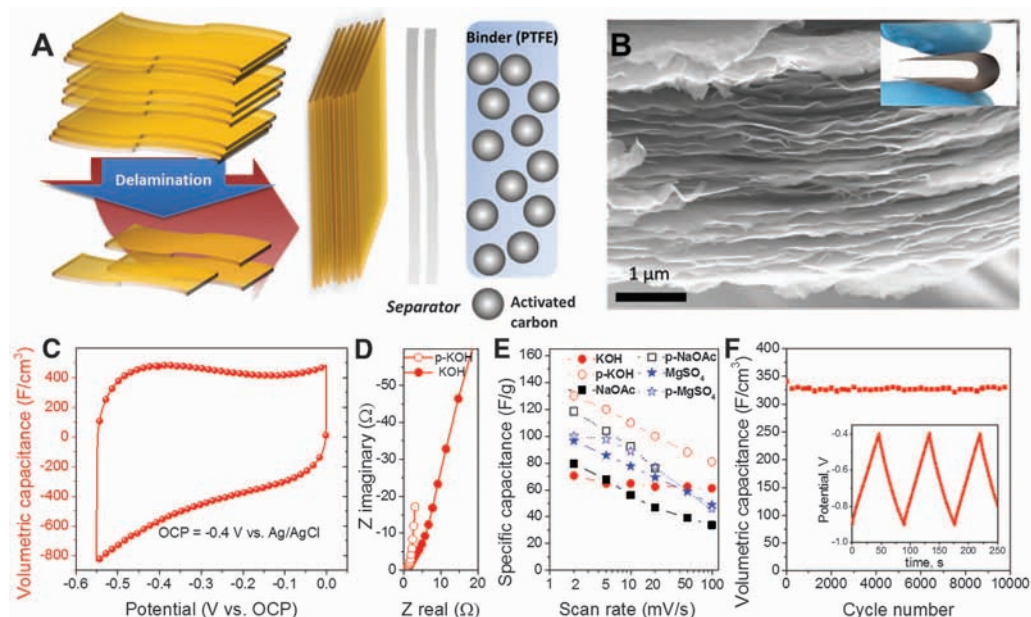 A
Delamination
Binder (PTFE)
Separator
Activated
carbon
B
1 μm
C
Volumetric capacitance (F/cm³)
400
200
0
-200
-400
-600
-800
OCP = -0.4 V vs. Ag/AgCl
-0.6 -0.5 -0.4 -0.3 -0.2 -0.1 0.0
Potential (V vs. OCP)
D
p-KOH
KOH
Z imaginary (Ω)
-50
-40
-30
-20
-10
0
0 10 20
Z real (Ω)
E
Specific capacitance (F/g)
160
140
120
100
80
60
40
20
0
KOH
p-KOH
NaOAc
p-NaOAc
MgSO₄
p-MgSO₄
2 5 10 20 50 100
Scan rate (mV/s)
F
Volumetric capacitance (F/cm³)
400
350
300
250
200
150
100
50
0
Potential, V
-0.4
-0.6
-0.8
-1.0
0 50 100 150 200 250
time, s
0 2000 4000 6000 8000 10000
Cycle number